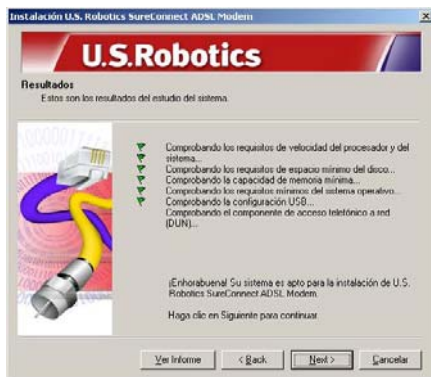 Instalación U.S. Robotics SureConnect ADSL Modem
U.S.Robotics
Resultados
Estos son los resultados del estudio del sistema.
Comprobando los requisitos de velocidad del procesador y del
sistema...
Comprobando los requisitos de espacio mínimo del disco...
Comprobando la capacidad de memoria mínima...
Comprobando los requisitos mínimos del sistema operativo...
Comprobando la configuración USB...
Comprobando el componente de acceso telefónico a red
(DUN)...
¡Enhorabuena! Su sistema es apto para la instalación de U.S.
Robotics SureConnect ADSL Modem.
Haga clic en Siguiente para continuar.
Ver Informe
< Back
Next >
Cancelar